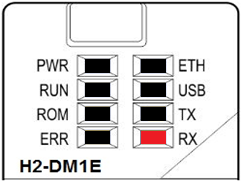 PWR ETH
RUN USB
ROM TX
ERR RX
H2-DM1E